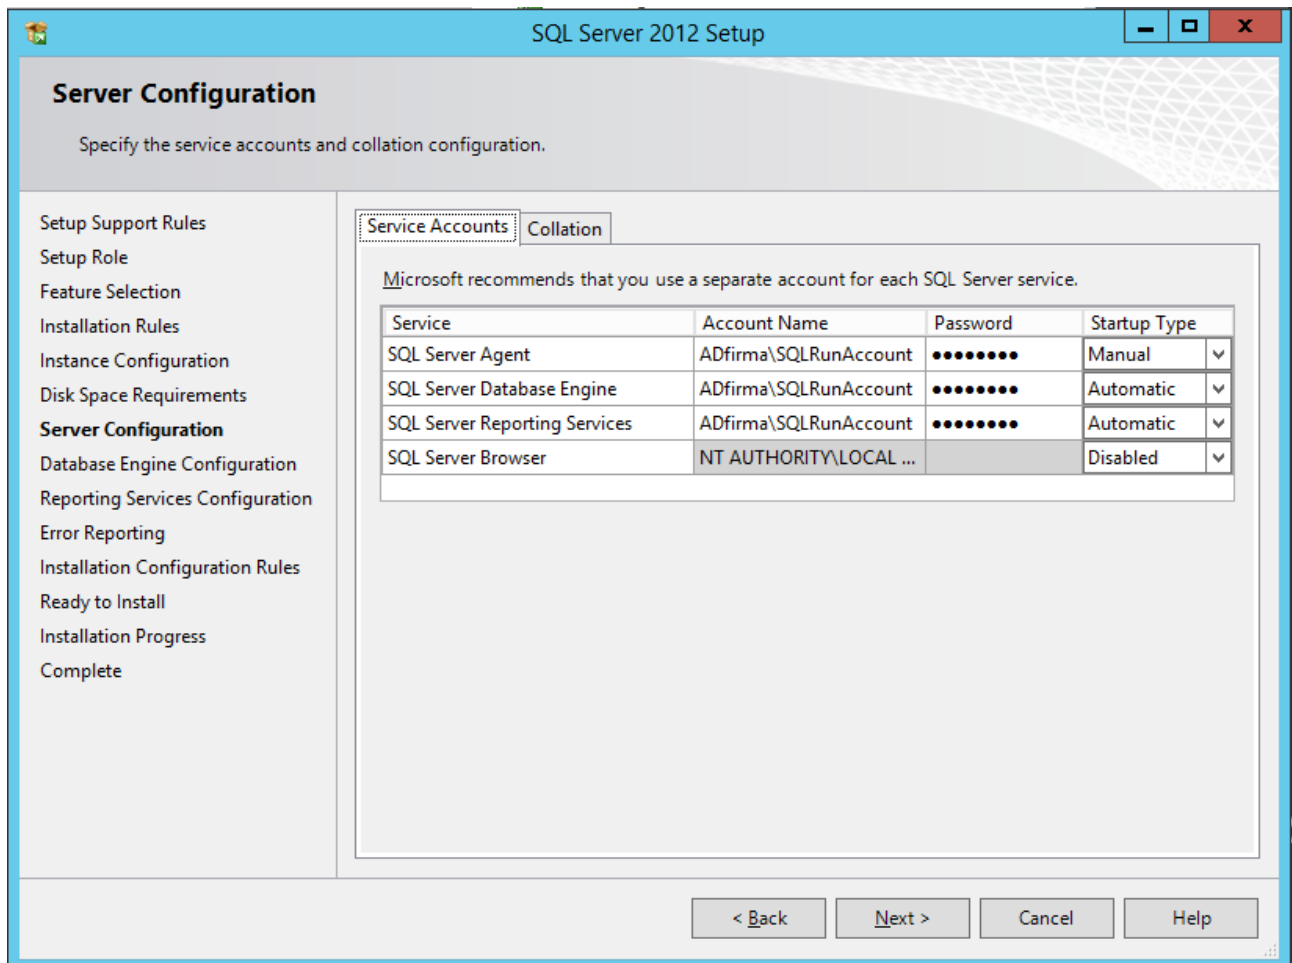 SQL Server 2012 Setup
Server Configuration
Specify the service accounts and collation configuration.
Setup Support Rules
Setup Role
Feature Selection
Installation Rules
Instance Configuration
Disk Space Requirements
Server Configuration
Database Engine Configuration
Reporting Services Configuration
Error Reporting
Installation Configuration Rules
Ready to Install
Installation Progress
Complete
Service Accounts Collation
Microsoft recommends that you use a separate account for each SQL Server service.
Service Account Name Password Startup Type
SQL Server Agent ADfirma\SQLRunAccount ●●●●●●●● Manual
SQL Server Database Engine ADfirma\SQLRunAccount ●●●●●●●● Automatic
SQL Server Reporting Services ADfirma\SQLRunAccount ●●●●●●●● Automatic
SQL Server Browser NT AUTHORITY\LOCAL ... Disabled
< Back Next > Cancel Help